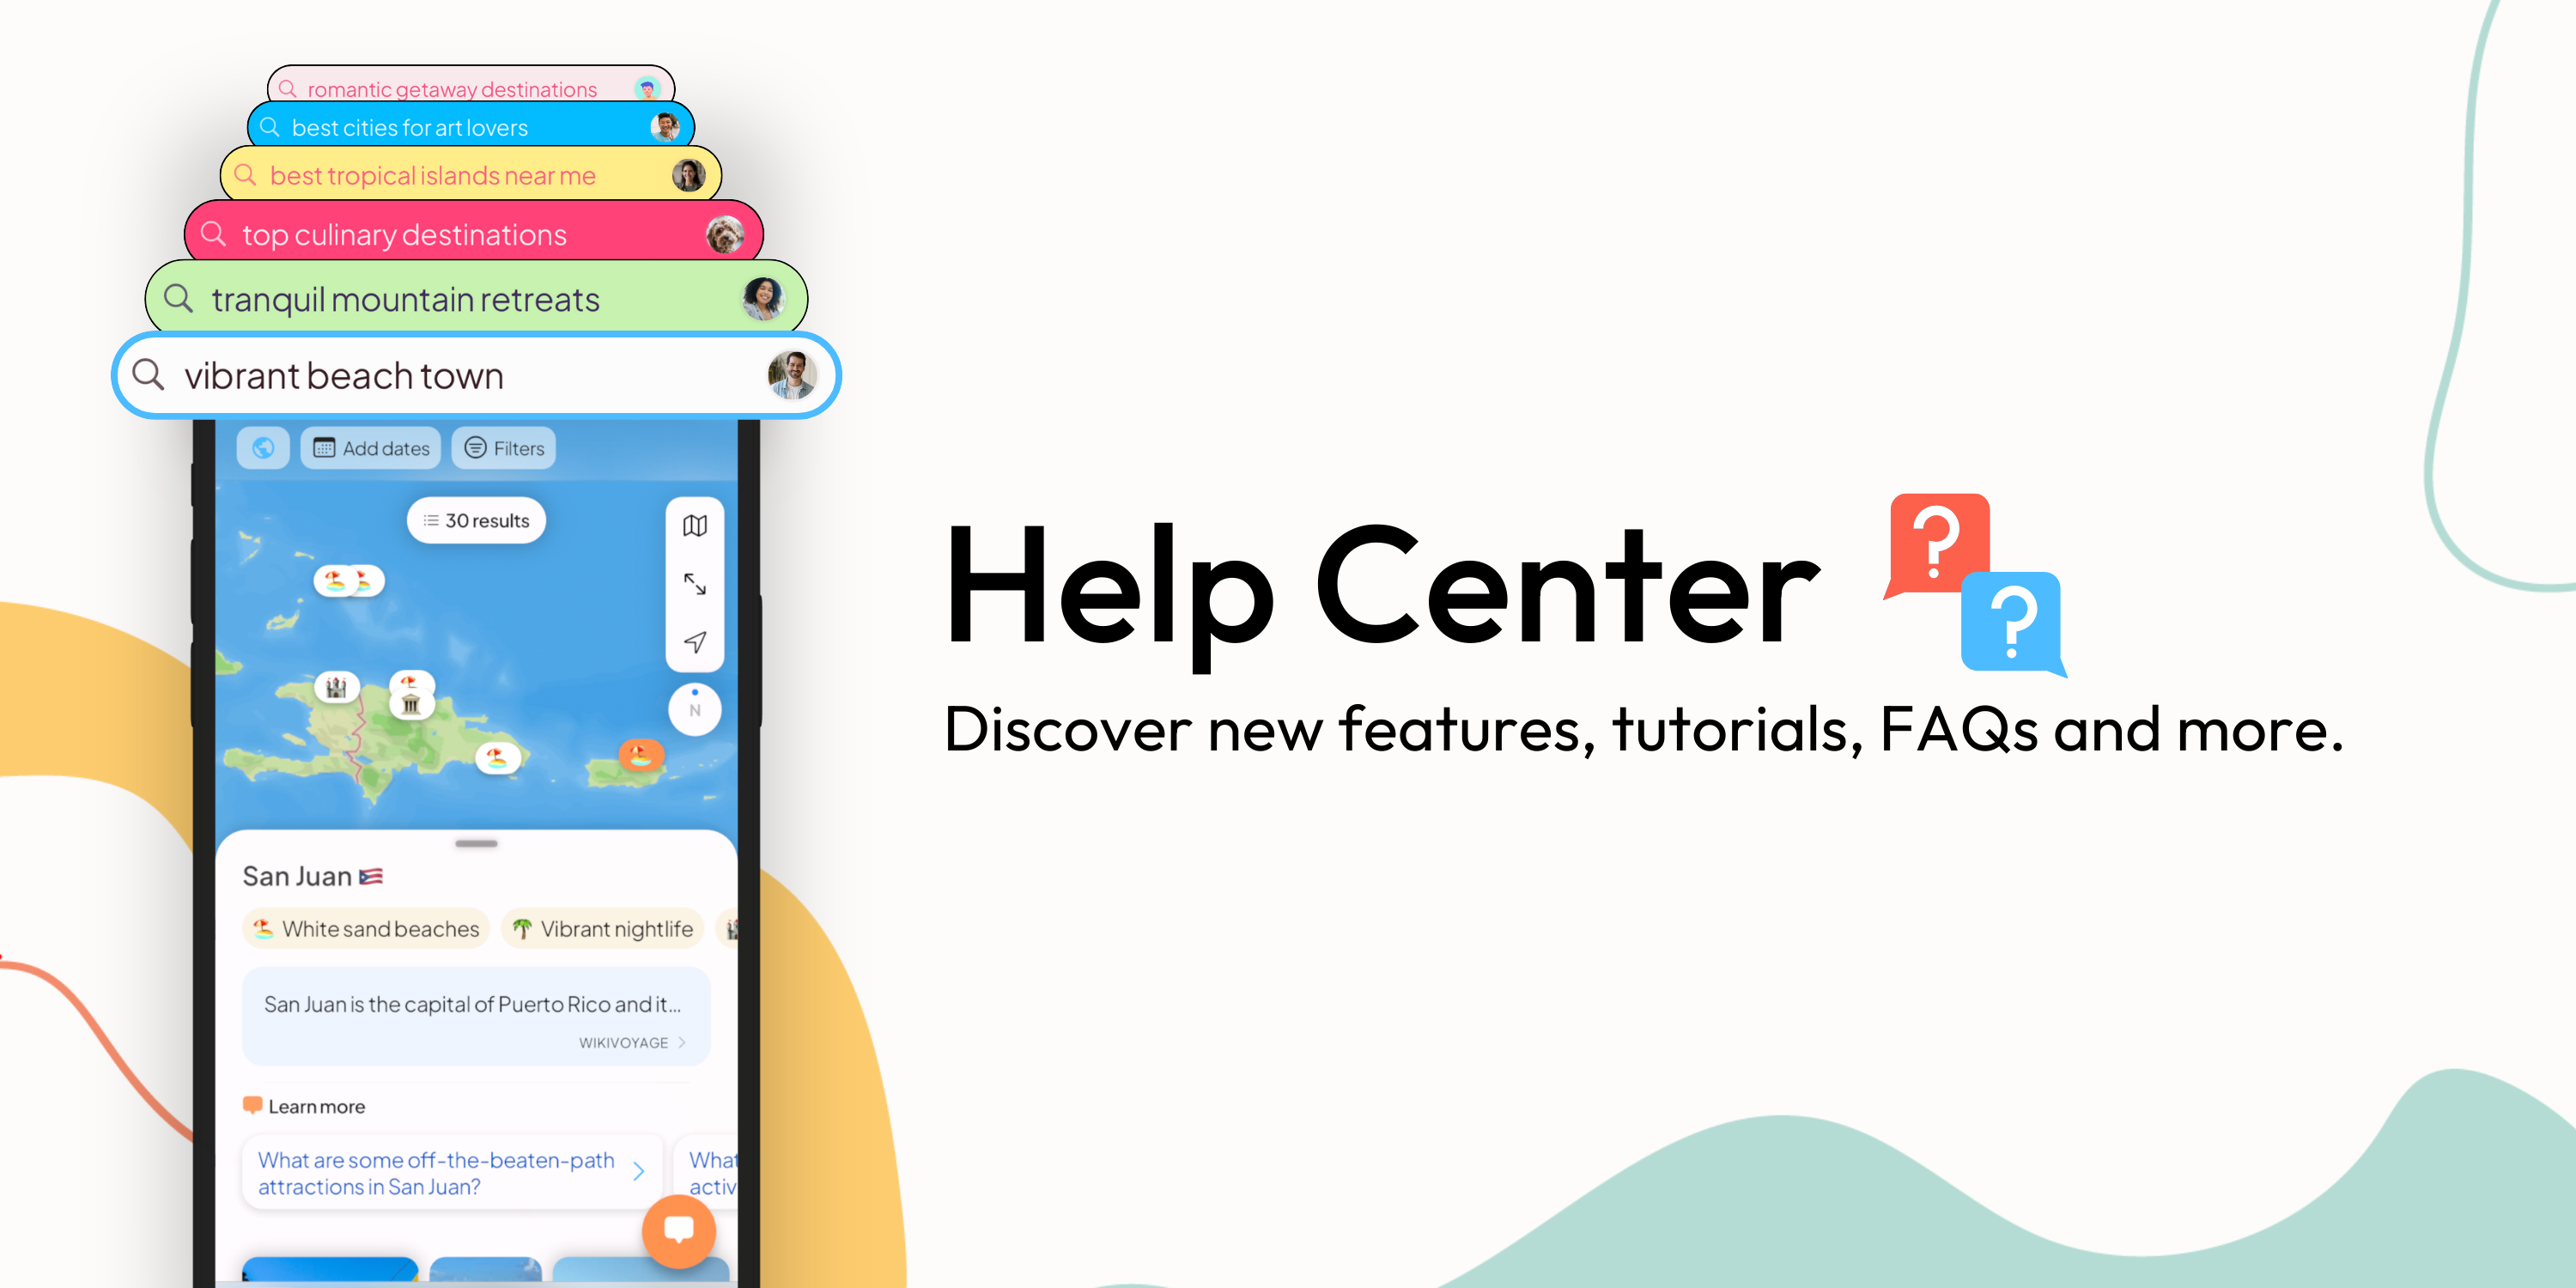 romantic getaway destinations
best cities for art lovers
best tropical islands near me
top culinary destinations
tranquil mountain retreats
vibrant beach town
Add dates
Filters
30 results
N
San Juan
White sand beaches
Vibrant nightlife
San Juan is the capital of Puerto Rico and it...
WIKIVOYAGE
Learn more
What are some off-the-beaten-path
attractions in San Juan?
What
activ
Help Center
? ?
Discover new features, tutorials, FAQs and more.